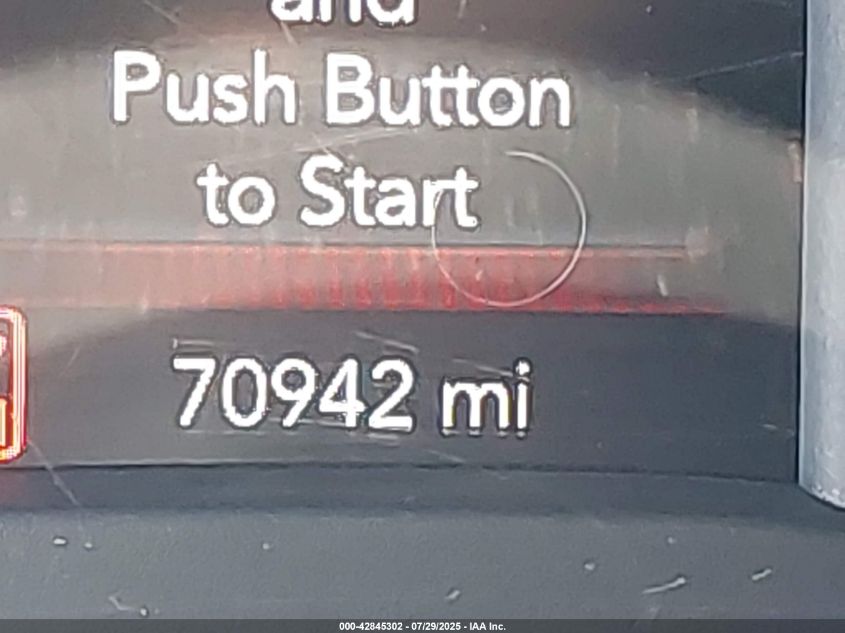 and
Push Button
to Start
70942 mi
000-42845302 - 07/29/2025 - IAA Inc.